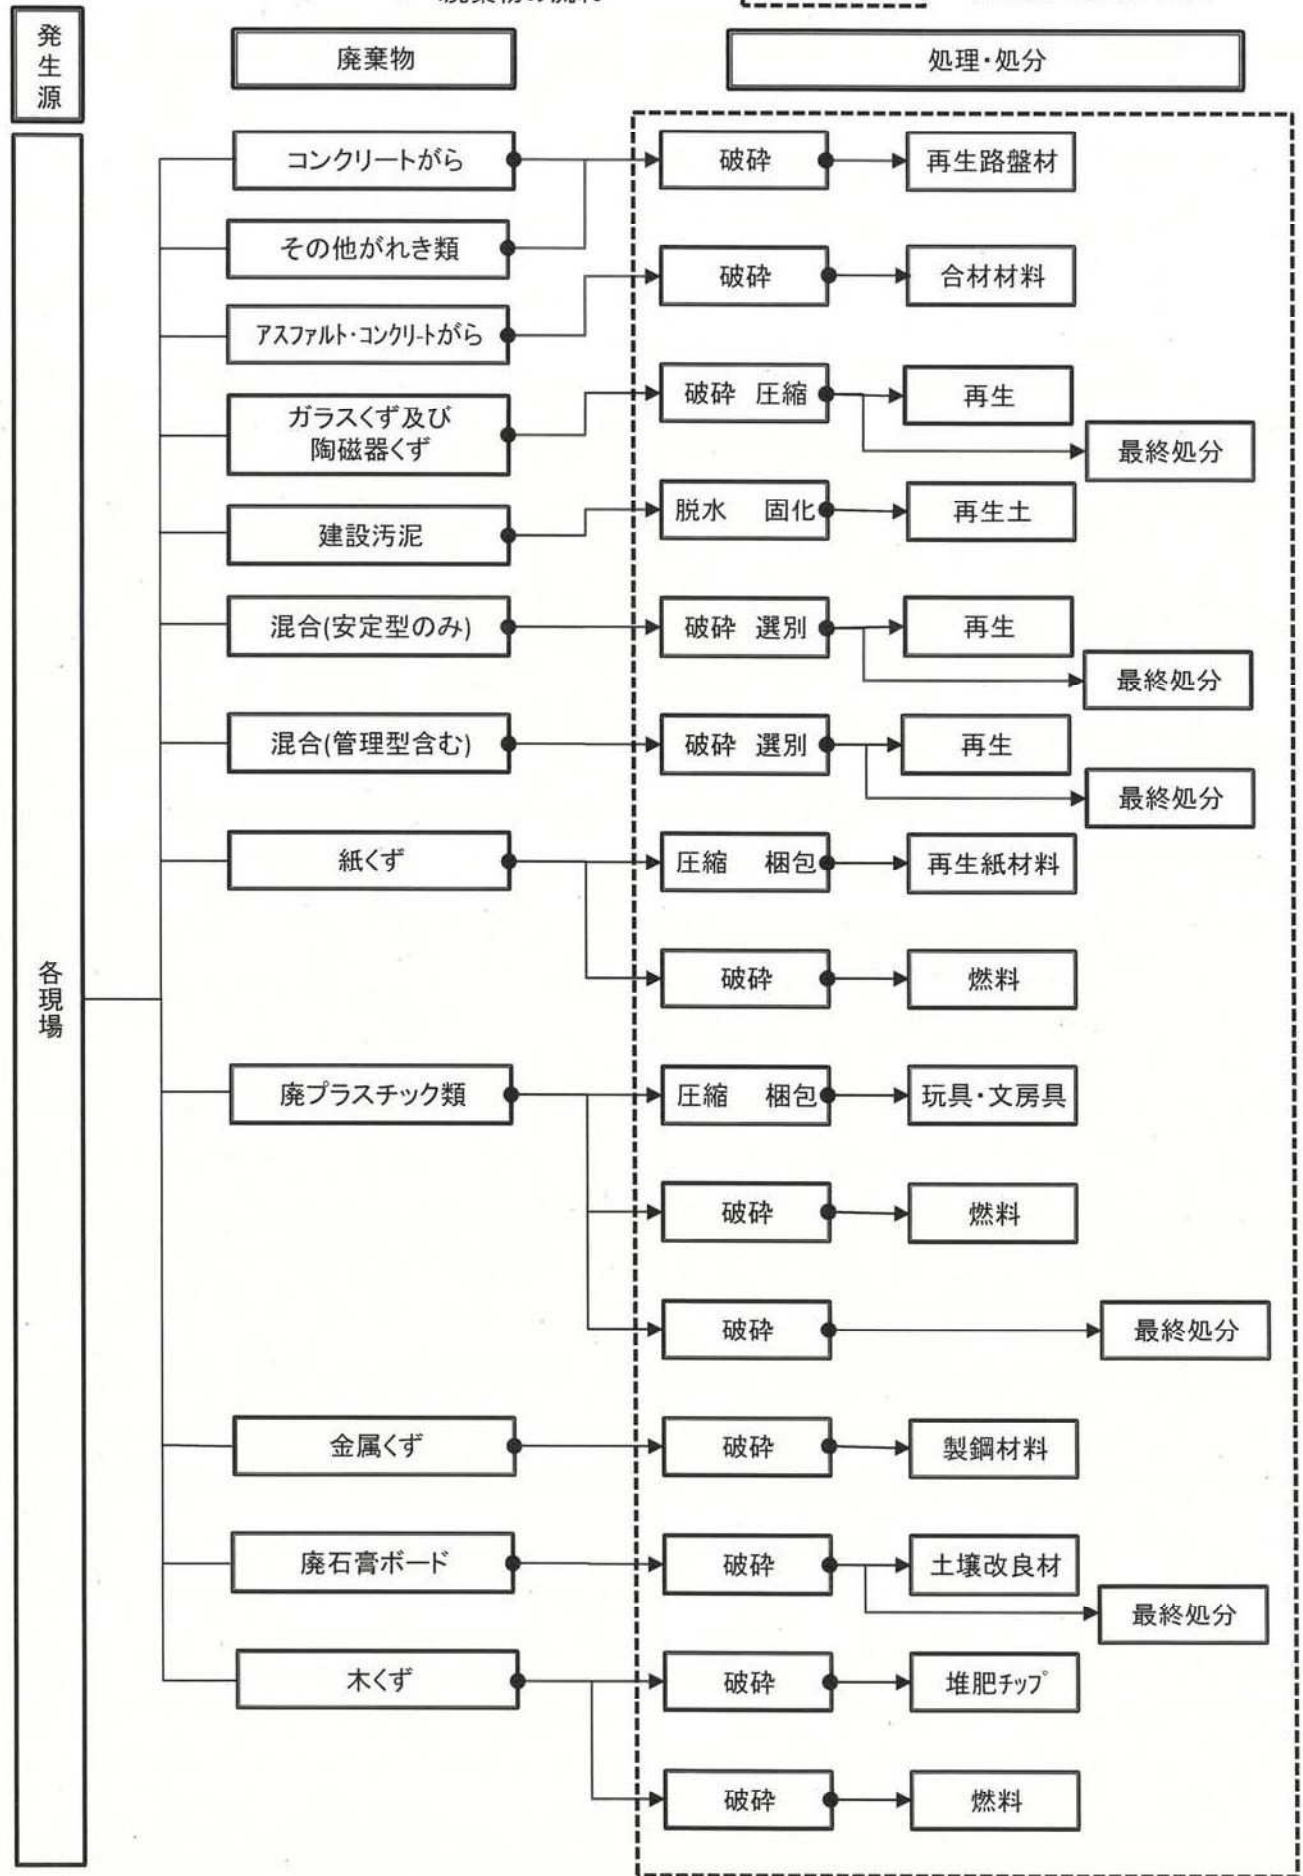 発生源
廃棄物
処理・処分
各現場
コンクリートがら
破砕
再生路盤材
その他がれき類
破砕
合材材料
アスファルト・コンクリートがら
ガラスくず及び
陶磁器くず
破砕 圧縮
再生
最終処分
建設汚泥
脱水 固化
再生土
混合(安定型のみ)
破砕 選別
再生
最終処分
混合(管理型含む)
破砕 選別
再生
最終処分
紙くず
圧縮 梱包
再生紙材料
破砕
燃料
廃プラスチック類
圧縮 梱包
玩具・文房具
破砕
燃料
破砕
最終処分
金属くず
破砕
製鋼材料
廃石膏ボード
破砕
土壌改良材
最終処分
木くず
破砕
堆肥チップ
破砕
燃料